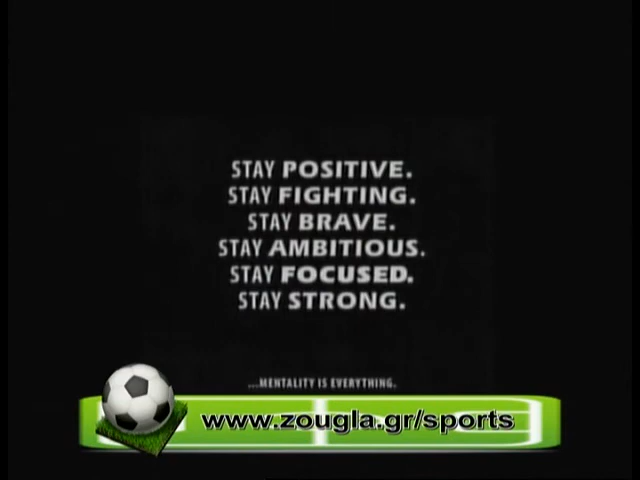 STAY POSITIVE.
STAY FIGHTING.
STAY BRAVE.
STAY AMBITIOUS.
STAY FOCUSED.
STAY STRONG.
...MENTALITY IS EVERYTHING.
www.zougla.gr/sports